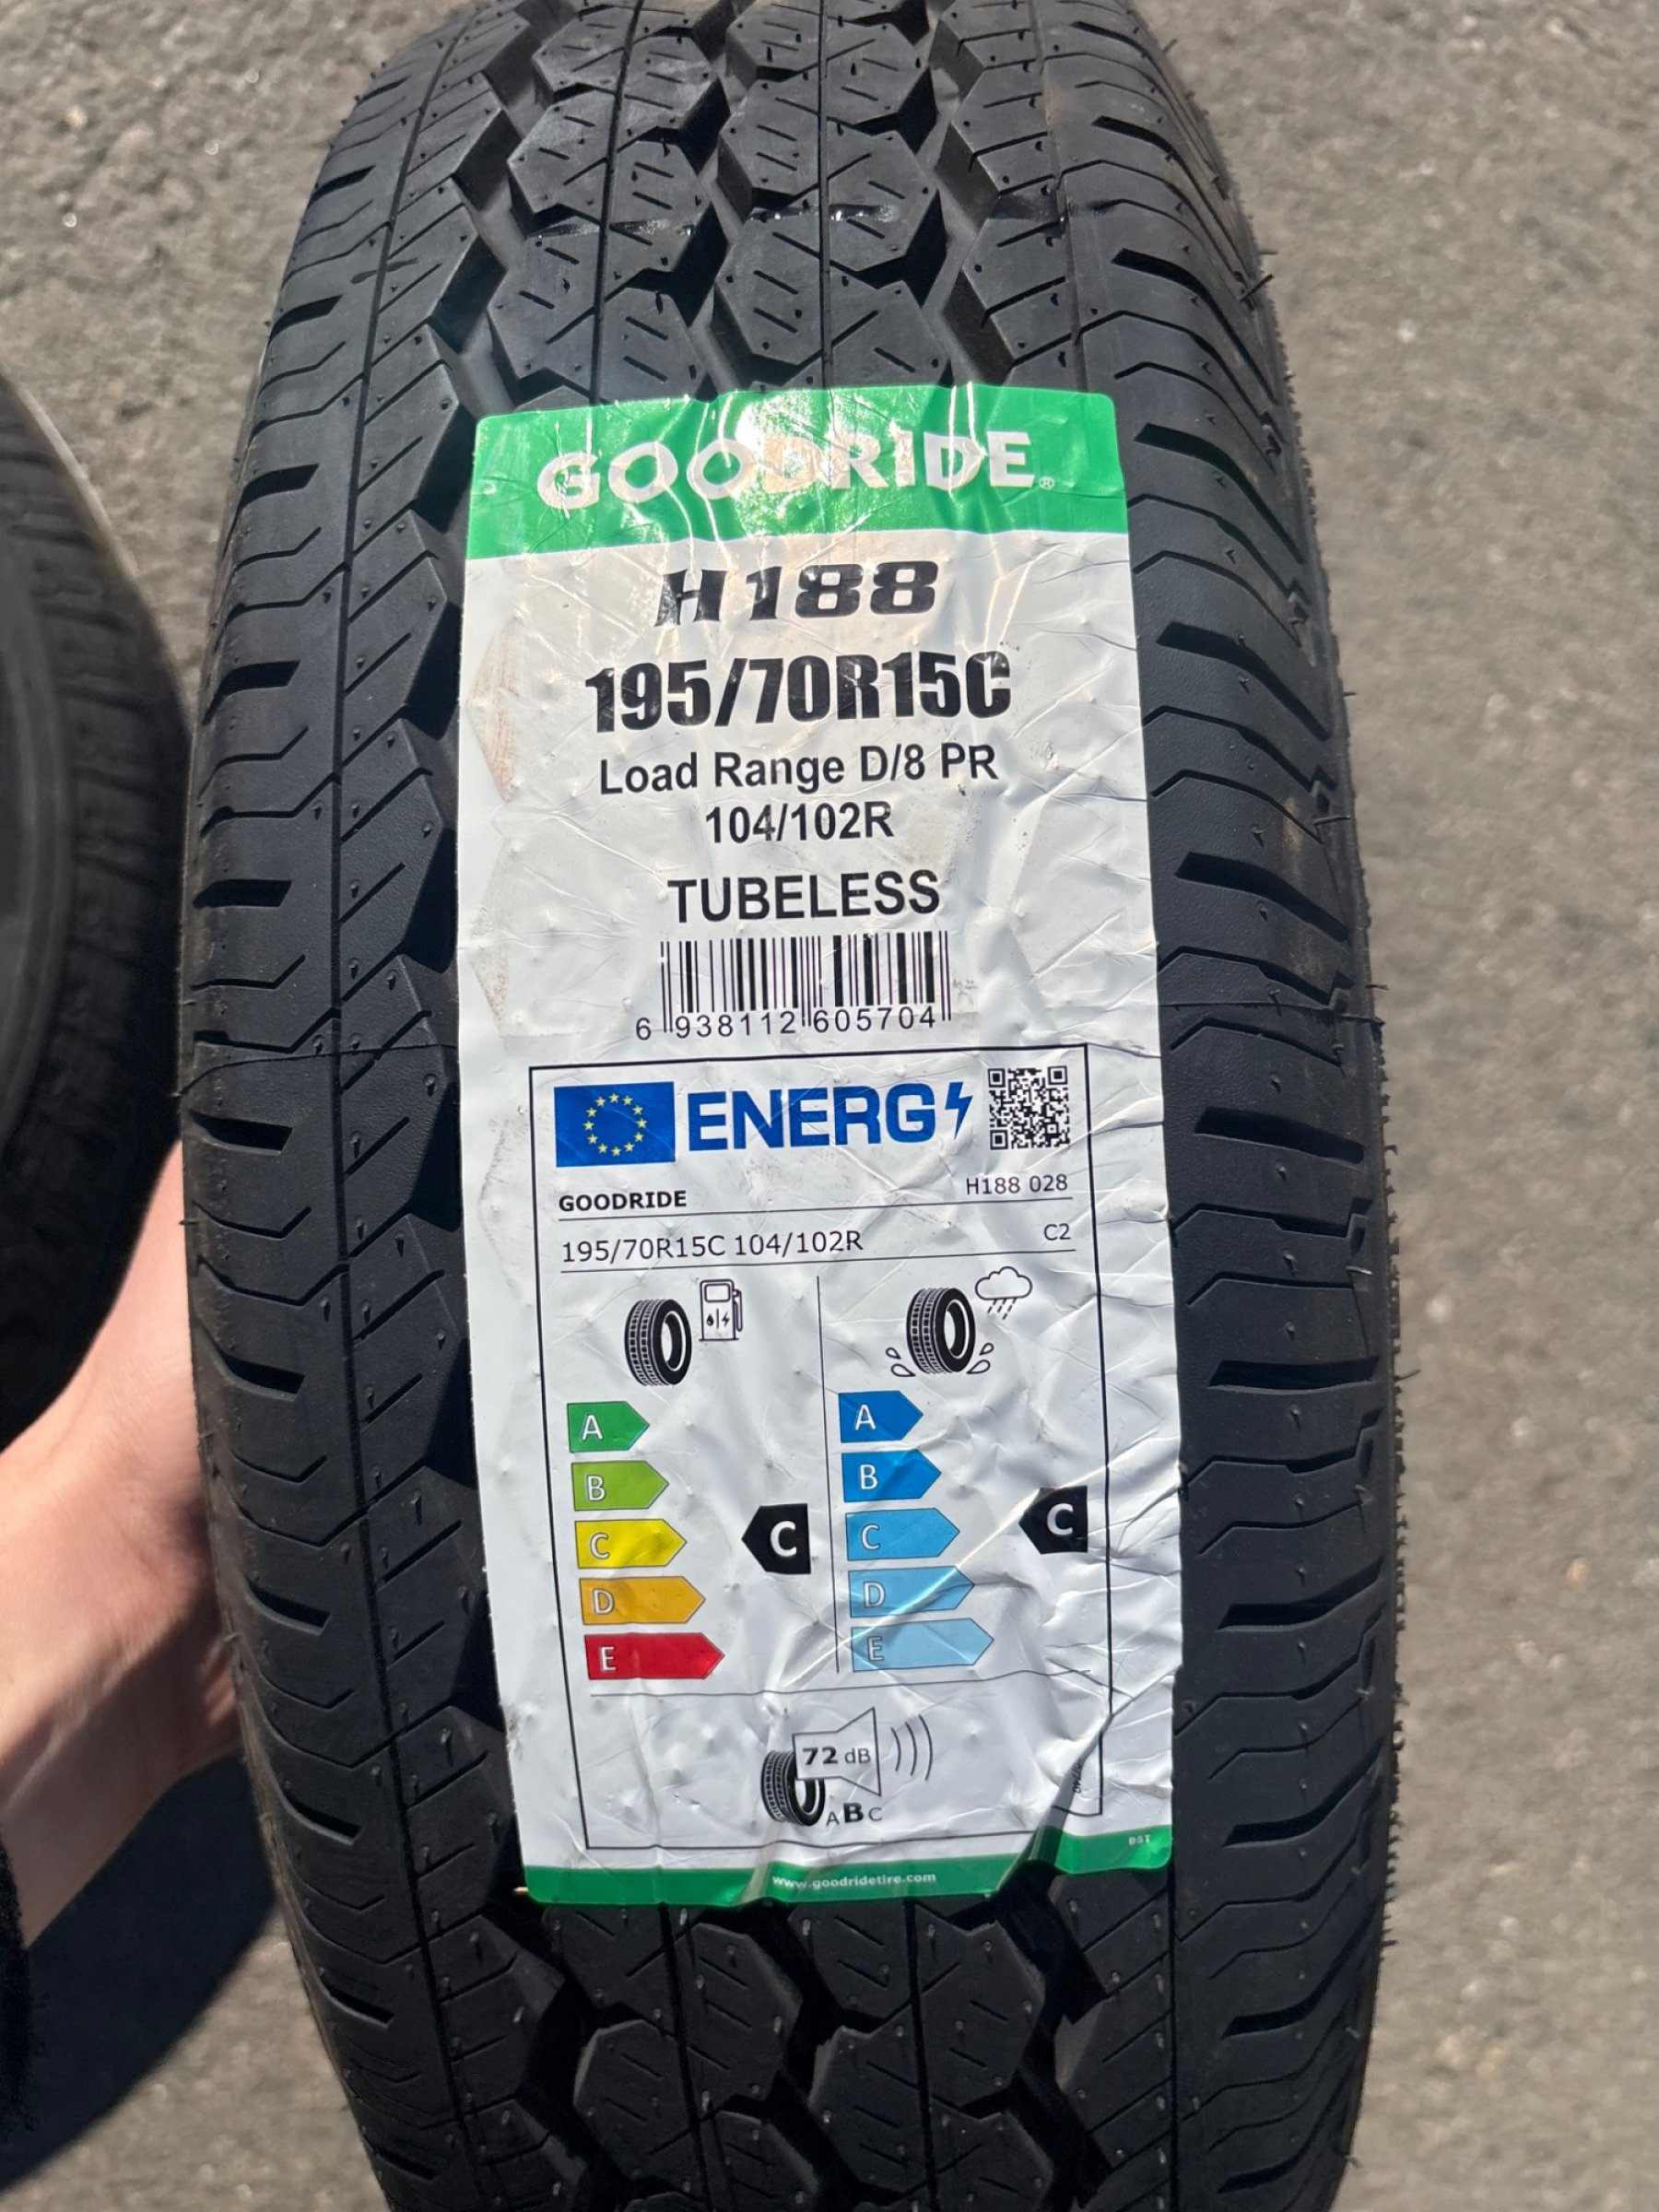 GOODRIDE®
H188
195/70R15C
Load Range D/8 PR
104/102R
TUBELESS
6 938112 605704
ENERG
GOODRIDE H188 028
195/70R15C 104/102R C2
A A
B B
C C C C
D D
E E
72 dB
ABC
www.goodridetire.com